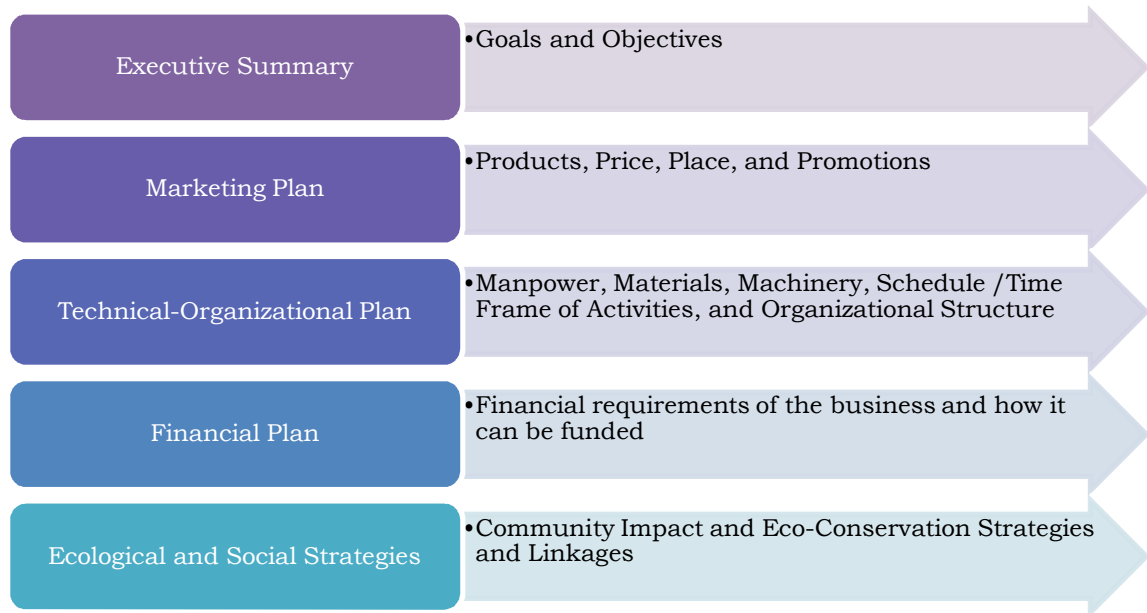 Executive Summary
•Goals and Objectives
Marketing Plan
•Products, Price, Place, and Promotions
Technical-Organizational Plan
•Manpower, Materials, Machinery, Schedule /Time
Frame of Activities, and Organizational Structure
Financial Plan
•Financial requirements of the business and how it
can be funded
Ecological and Social Strategies
•Community Impact and Eco-Conservation Strategies
and Linkages